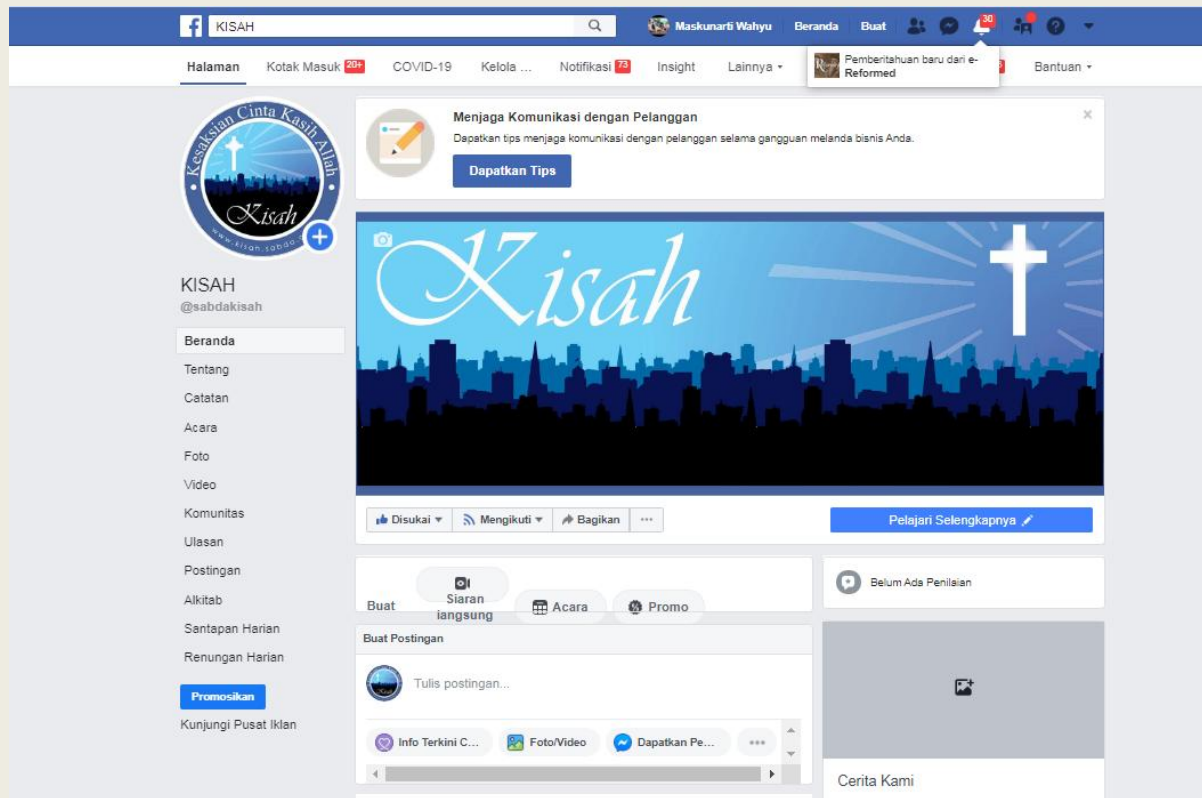 KISAH
Maskunarti Wahyu
Beranda
Buat
30
Halaman
Kotak Masuk 20+
COVID-19
Kelola ...
Notifikasi 73
Insight
Lainnya
Pemberitahuan baru dari e-
Reformed
Bantuan
Kesaksian Cinta Kasih Allah
Kisah
KISAH
@sabdakisah
Beranda
Tentang
Catatan
Acara
Foto
Video
Komunitas
Ulasan
Postingan
Alkitab
Santapan Harian
Renungan Harian
Promosikan
Kunjungi Pusat Iklan
Menjaga Komunikasi dengan Pelanggan
Dapatkan tips menjaga komunikasi dengan pelanggan selama gangguan melanda bisnis Anda.
Dapatkan Tips
Kisah
Disukai
Mengikuti
Bagikan
Pelajari Selengkapnya
Buat
Siaran
langsung
Acara
Promo
Buat Postingan
Tulis postingan...
Info Terkini C...
Foto/Video
Dapatkan Pe...
Belum Ada Penilaian
Cerita Kami